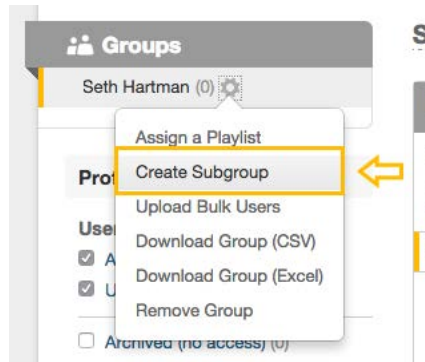 Groups
Seth Hartman (0)
Assign a Playlist
Create Subgroup
Upload Bulk Users
Download Group (CSV)
Download Group (Excel)
Remove Group
Archived (no access) (0)